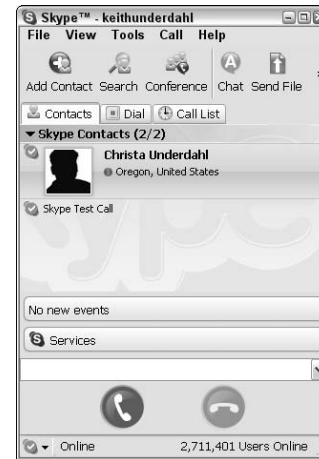 Skype™ - keithunderdahl
File View Tools Call Help
Add Contact Search Conference Chat Send File
Contacts Dial Call List
Skype Contacts (2/2)
Christa Underdahl
Oregon, United States
Skype Test Call
No new events
Services
Online 2,711,401 Users Online